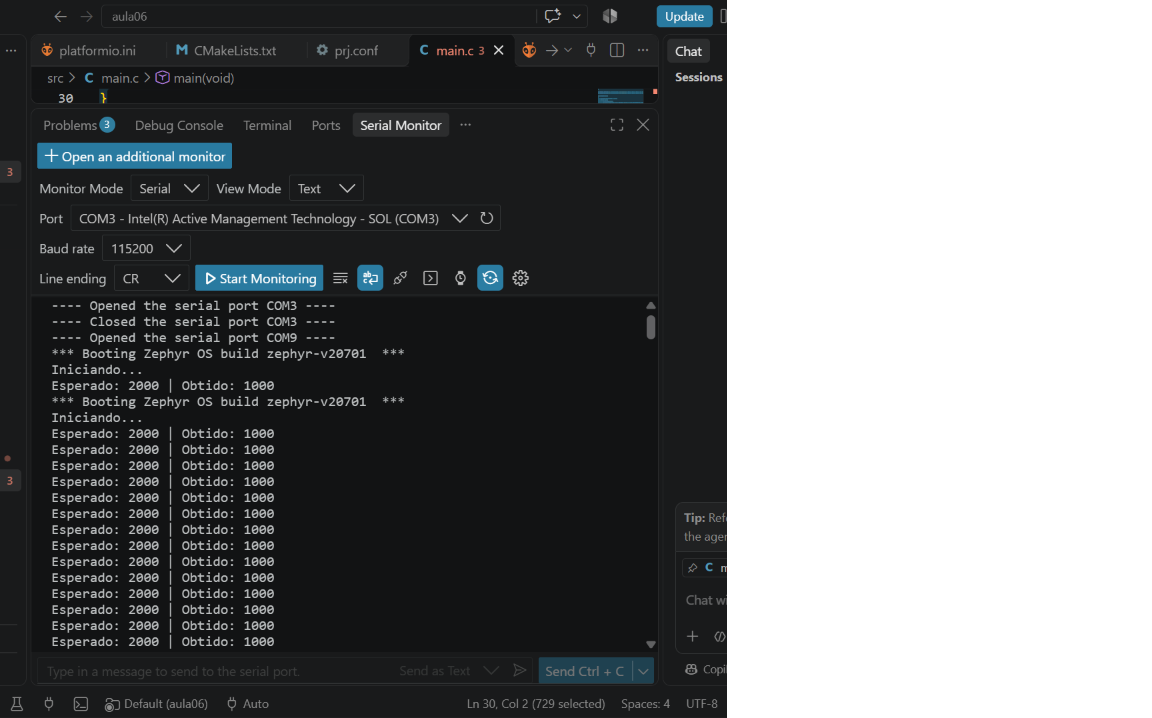 aula06
Update
platformio.ini
CMakeLists.txt
prj.conf
C main.c 3
Chat
src > C main.c > main(void)
Sessions
30 }
Problems 3
Debug Console
Terminal
Ports
Serial Monitor
Open an additional monitor
3
Monitor Mode Serial View Mode Text
Port COM3 - Intel(R) Active Management Technology - SOL (COM3)
Baud rate 115200
Line ending CR Start Monitoring
---- Opened the serial port COM3 ----
---- Closed the serial port COM3 ----
---- Opened the serial port COM9 ----
*** Booting Zephyr OS build zephyr-v20701  ***
Iniciando...
Esperado: 2000 | Obtido: 1000
*** Booting Zephyr OS build zephyr-v20701  ***
Iniciando...
Esperado: 2000 | Obtido: 1000
Esperado: 2000 | Obtido: 1000
Esperado: 2000 | Obtido: 1000
Esperado: 2000 | Obtido: 1000
Esperado: 2000 | Obtido: 1000
Esperado: 2000 | Obtido: 1000
Esperado: 2000 | Obtido: 1000
Esperado: 2000 | Obtido: 1000
Esperado: 2000 | Obtido: 1000
Esperado: 2000 | Obtido: 1000
Esperado: 2000 | Obtido: 1000
Esperado: 2000 | Obtido: 1000
Esperado: 2000 | Obtido: 1000
Esperado: 2000 | Obtido: 1000
3
Tip: Ref
the ager
C m
Chat wi
Type in a message to send to the serial port. Send as Text Send Ctrl + C
Copil
Default (aula06) Auto Ln 30, Col 2 (729 selected) Spaces: 4 UTF-8